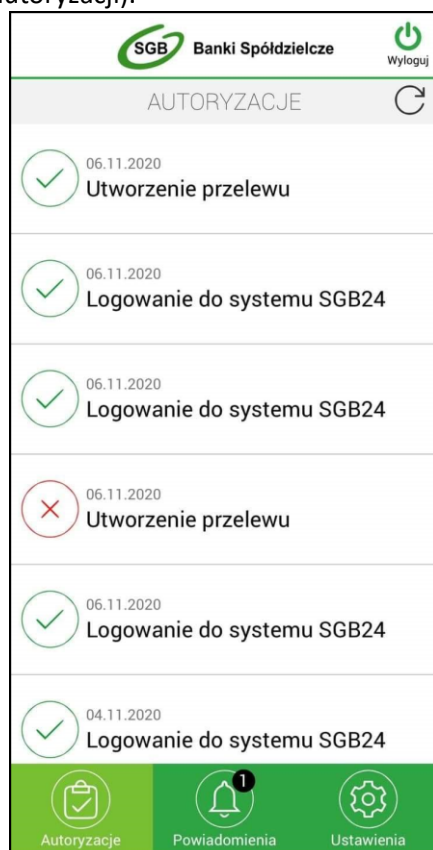 autoryzacji).
SGB Banki Spółdzielcze
Wyloguj
AUTORYZACJE
06.11.2020
Utworzenie przelewu
06.11.2020
Logowanie do systemu SGB24
06.11.2020
Logowanie do systemu SGB24
06.11.2020
Utworzenie przelewu
06.11.2020
Logowanie do systemu SGB24
04.11.2020
Logowanie do systemu SGB24
1
Autoryzacje Powiadomienia Ustawienia